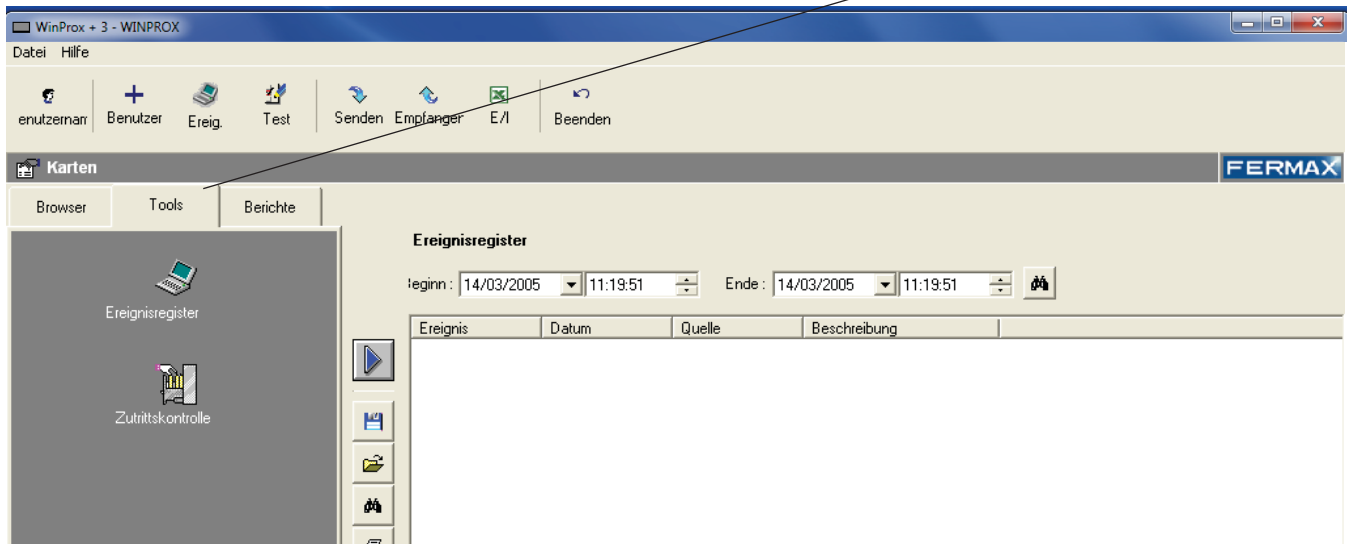 WinProx + 3 - WINPROX
Datei Hilfe
enutzernam Benutzer Ereig. Test Senden Empfanger E/I Beenden
Karten FERMAX
Browser Tools Berichte
Ereignisregister
eginn : 14/03/2005 11:19:51 Ende : 14/03/2005 11:19:51
Ereignisregister
Ereignis Datum Quelle Beschreibung
Zutrittskontrolle